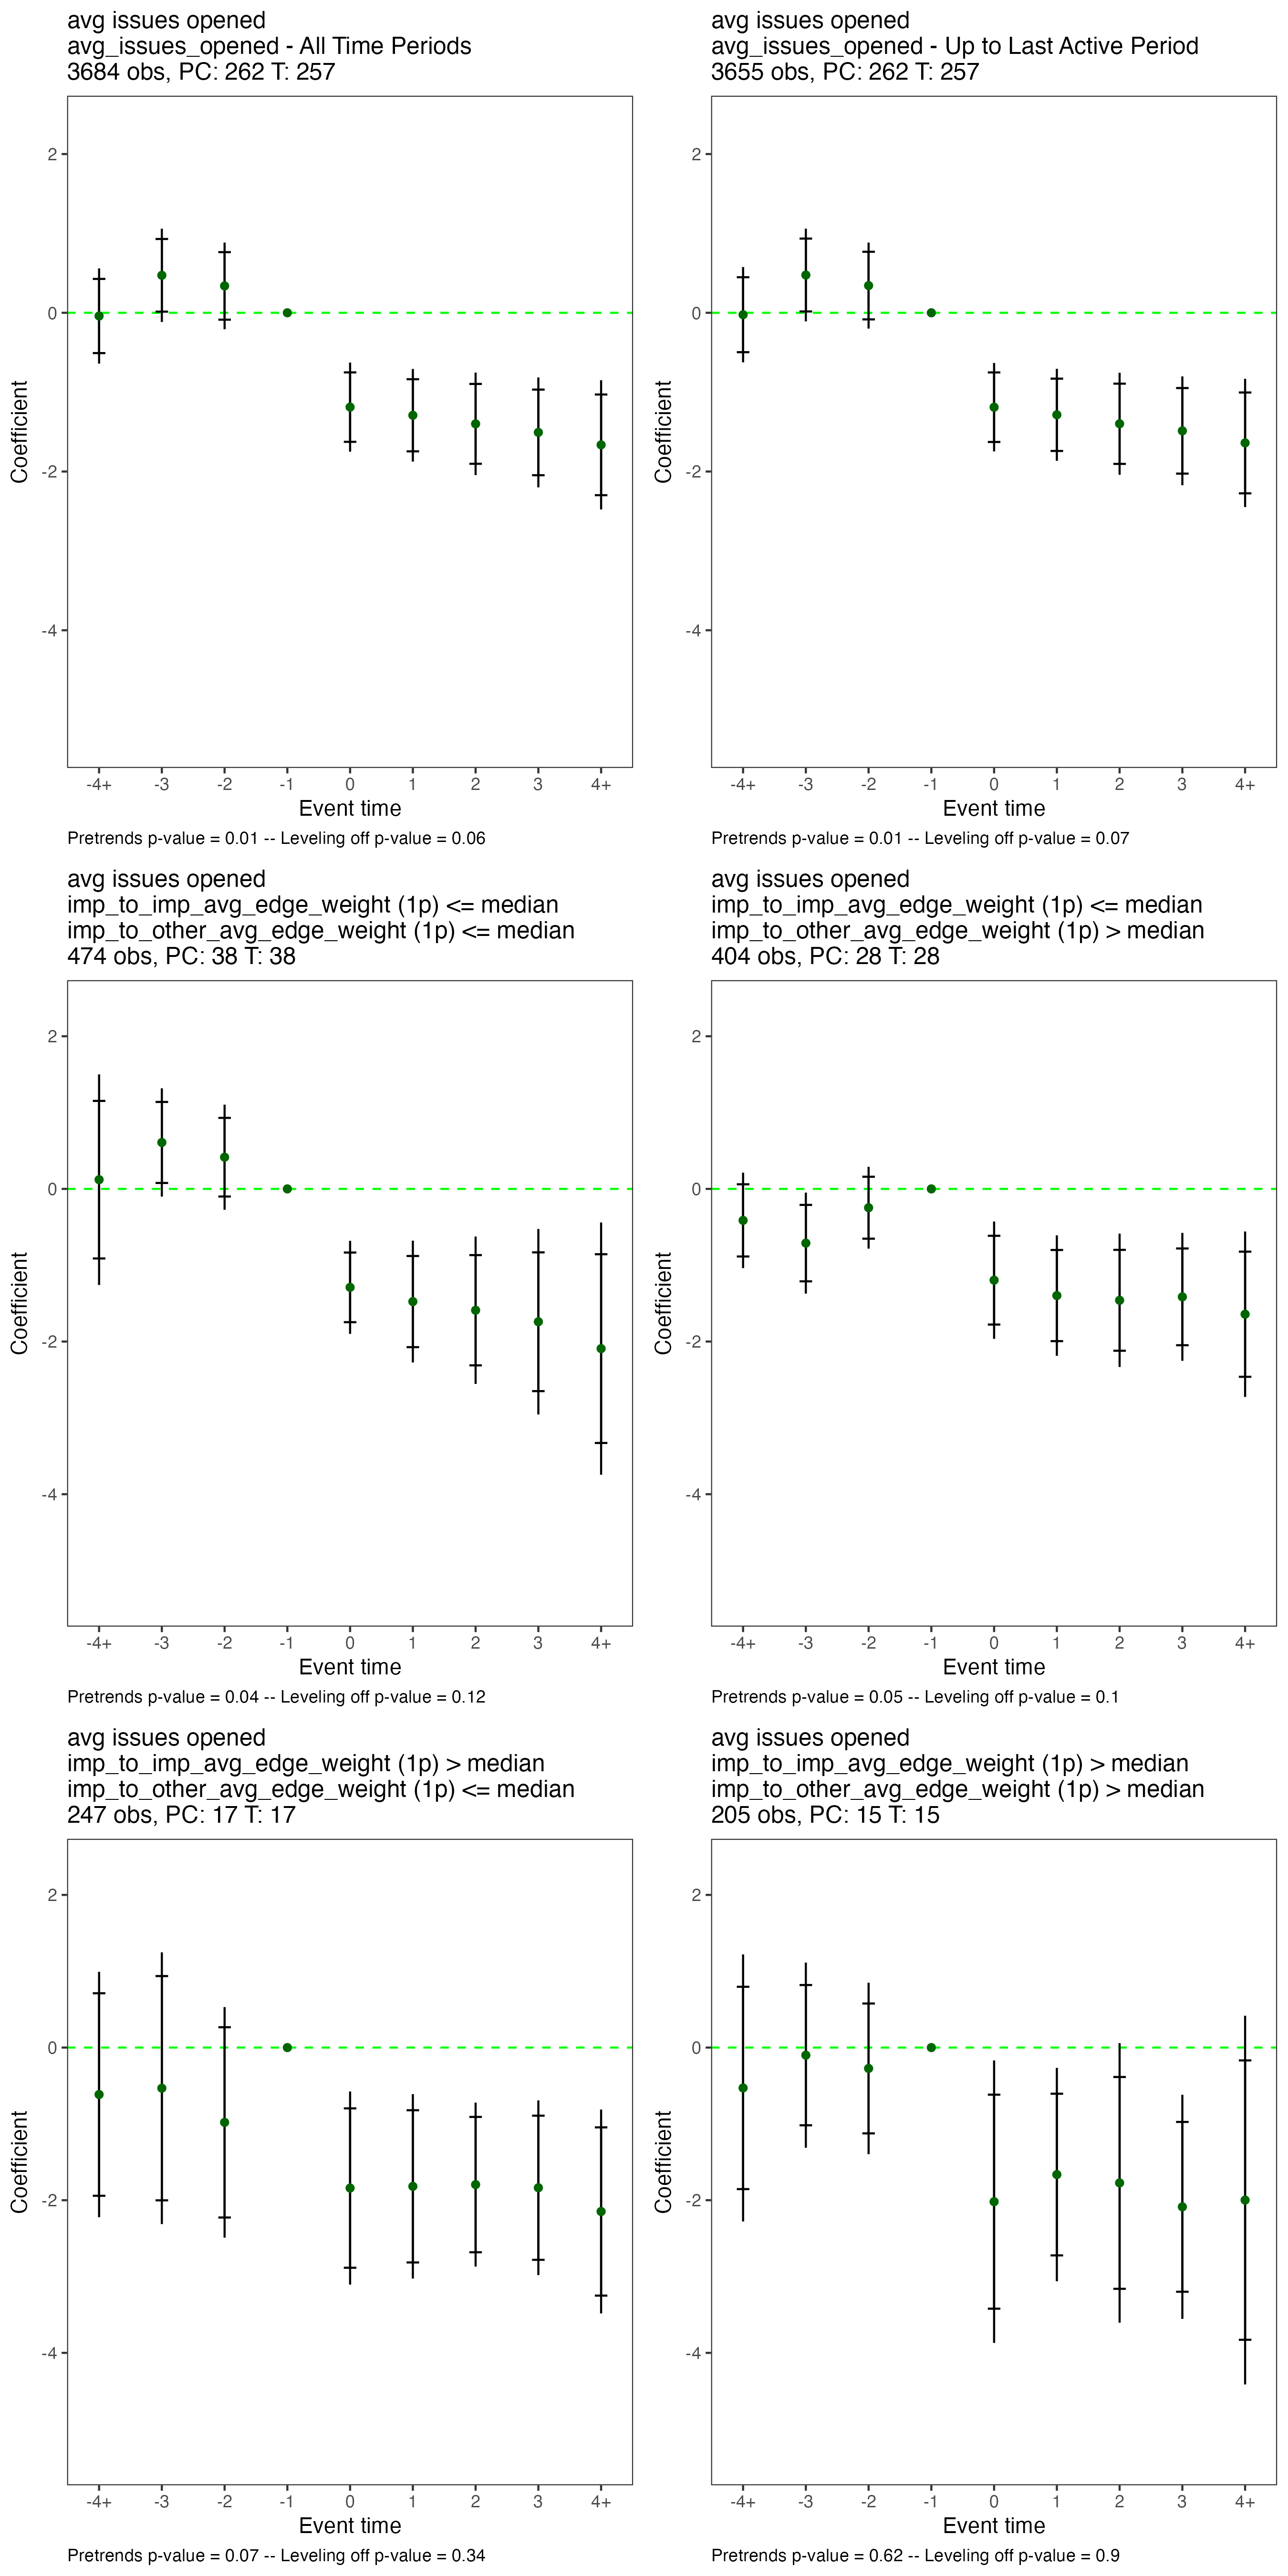 avg issues opened
avg_issues_opened - All Time Periods
3684 obs, PC: 262 T: 257
2
0
-2
-4
Coefficient
-4+ -3 -2 -1 0 1 2 3 4+
Event time
Pretrends p-value = 0.01 -- Leveling off p-value = 0.06
avg issues opened
avg_issues_opened - Up to Last Active Period
3655 obs, PC: 262 T: 257
2
0
-2
-4
Coefficient
-4+ -3 -2 -1 0 1 2 3 4+
Event time
Pretrends p-value = 0.01 -- Leveling off p-value = 0.07
avg issues opened
imp_to_imp_avg_edge_weight (1p) <= median
imp_to_other_avg_edge_weight (1p) <= median
474 obs, PC: 38 T: 38
2
0
-2
-4
Coefficient
-4+ -3 -2 -1 0 1 2 3 4+
Event time
Pretrends p-value = 0.04 -- Leveling off p-value = 0.12
avg issues opened
imp_to_imp_avg_edge_weight (1p) <= median
imp_to_other_avg_edge_weight (1p) > median
404 obs, PC: 28 T: 28
2
0
-2
-4
Coefficient
-4+ -3 -2 -1 0 1 2 3 4+
Event time
Pretrends p-value = 0.05 -- Leveling off p-value = 0.1
avg issues opened
imp_to_imp_avg_edge_weight (1p) > median
imp_to_other_avg_edge_weight (1p) <= median
247 obs, PC: 17 T: 17
2
0
-2
-4
Coefficient
-4+ -3 -2 -1 0 1 2 3 4+
Event time
Pretrends p-value = 0.07 -- Leveling off p-value = 0.34
avg issues opened
imp_to_imp_avg_edge_weight (1p) > median
imp_to_other_avg_edge_weight (1p) > median
205 obs, PC: 15 T: 15
2
0
-2
-4
Coefficient
-4+ -3 -2 -1 0 1 2 3 4+
Event time
Pretrends p-value = 0.62 -- Leveling off p-value = 0.9